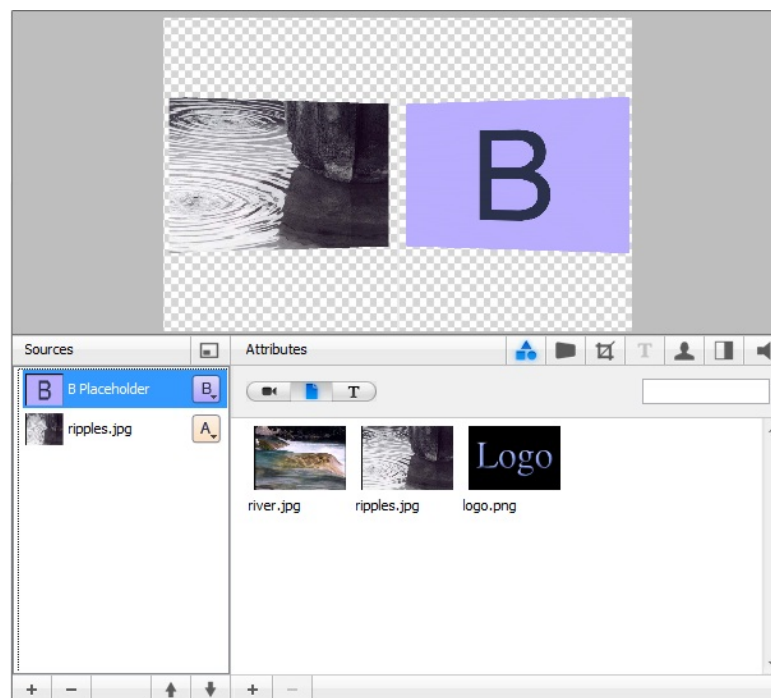 B
Sources
Attributes
T
B B Placeholder B
ripples.jpg A
T
Logo
river.jpg ripples.jpg logo.png